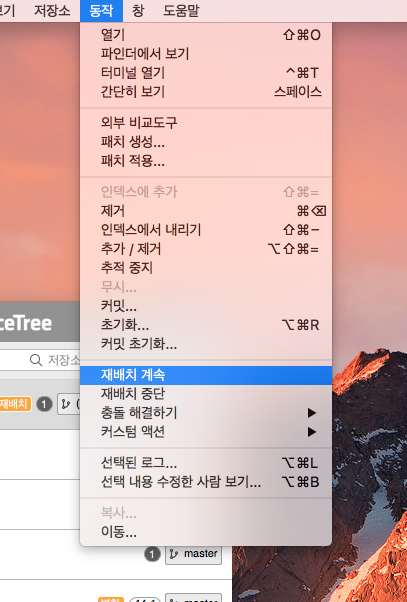 보기 저장소 동작 창 도움말
열기 ⇧⌘O
파인더에서 보기
터미널 열기 ^⌘T
간단히 보기 스페이스
외부 비교도구
패치 생성...
패치 적용...
인덱스에 추가 ⇧⌘=
제거 ⌘⌫
인덱스에서 내리기 ⇧⌘−
추가 / 제거 ⌥⇧⌘=
추적 중지
무시...
커밋...
초기화... ⌥⌘R
커밋 초기화...
ceTree
저장소
재배치 계속
재배치 1 (
재배치 중단
충돌 해결하기 ▶
커스텀 액션 ▶
선택된 로그... ⌥⌘L
선택 내용 수정한 사람 보기... ⌥⌘B
복사...
이동...
1 master
master